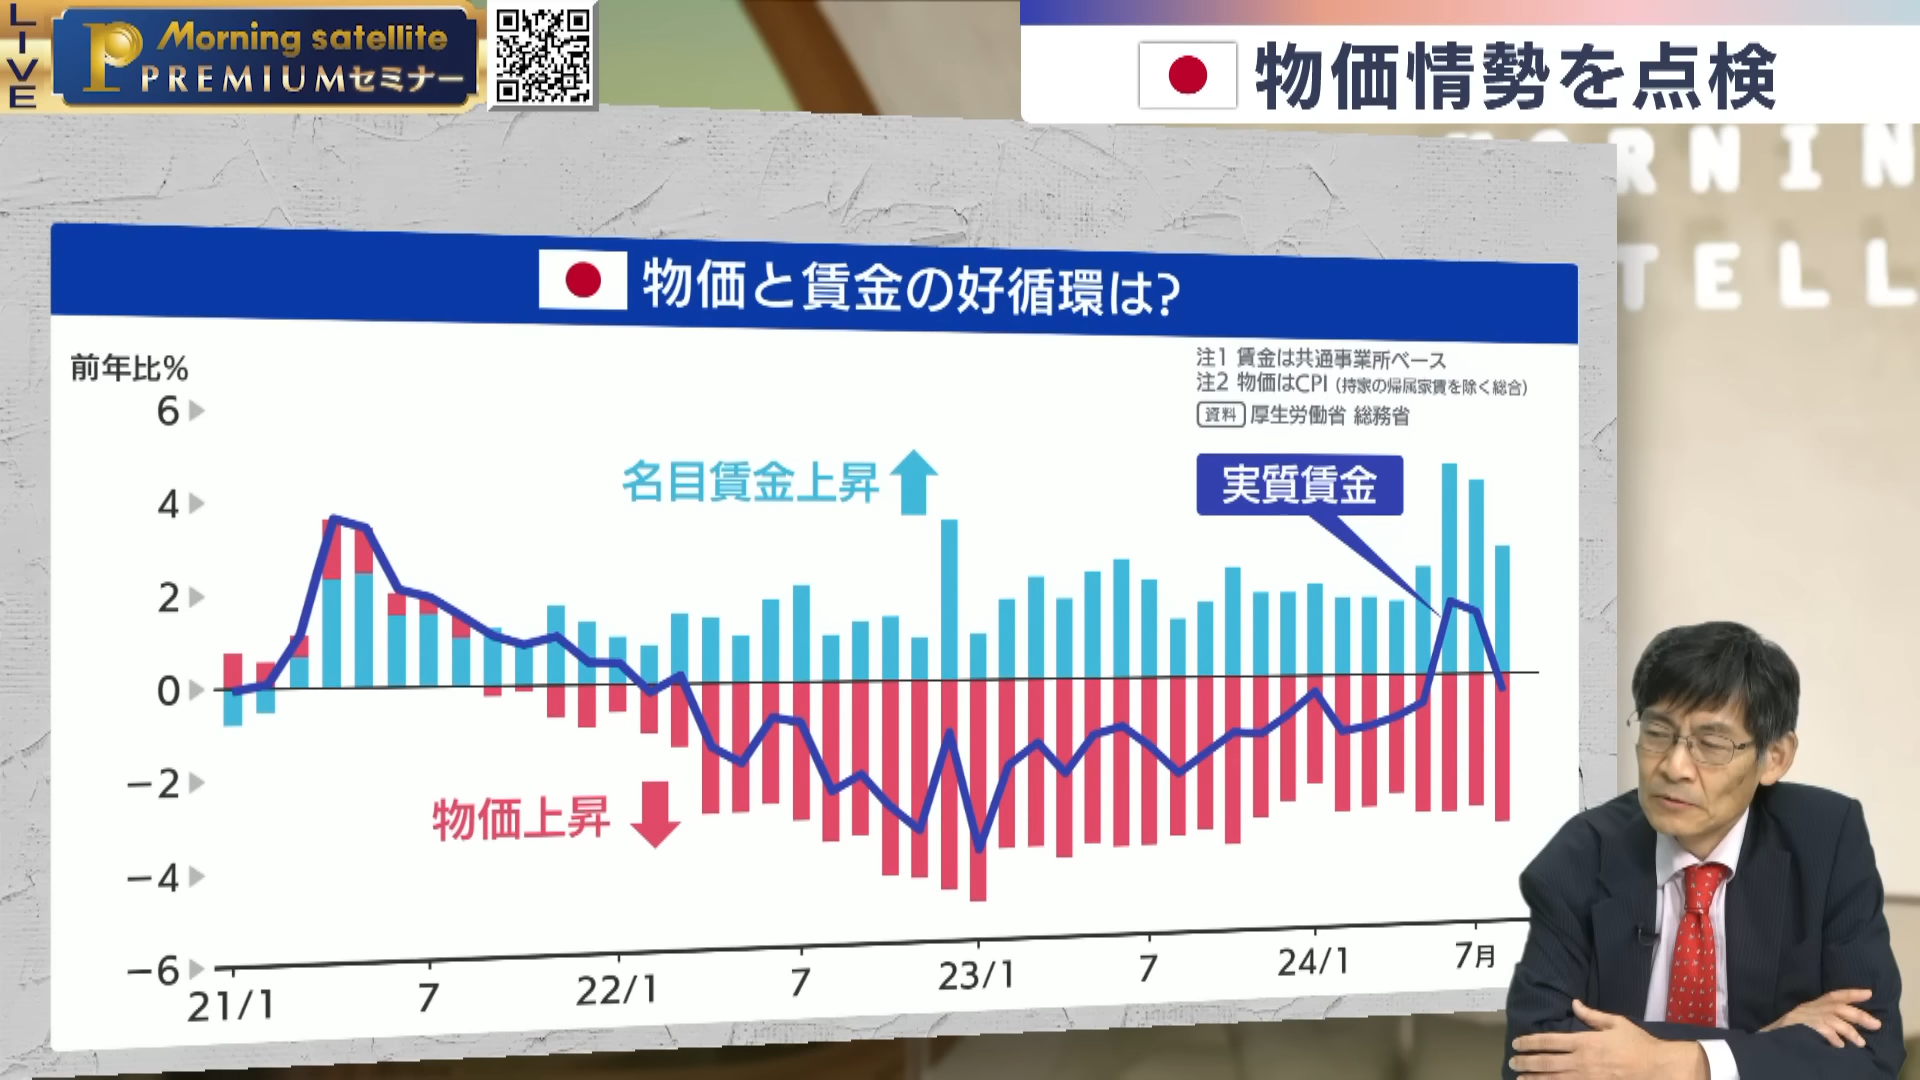 LIVE
Morning satellite
PREMIUMセミナー
物価情勢を点検
物価と賃金の好循環は?
前年比%
注1 賃金は共通事業所ベース
注2 物価はCPI(持家の帰属家賃を除く総合)
資料 厚生労働省 総務省
6
4
2
0
-2
-4
-6
名目賃金上昇
実質賃金
物価上昇
21/1
7
22/1
7
23/1
7
24/1
7月